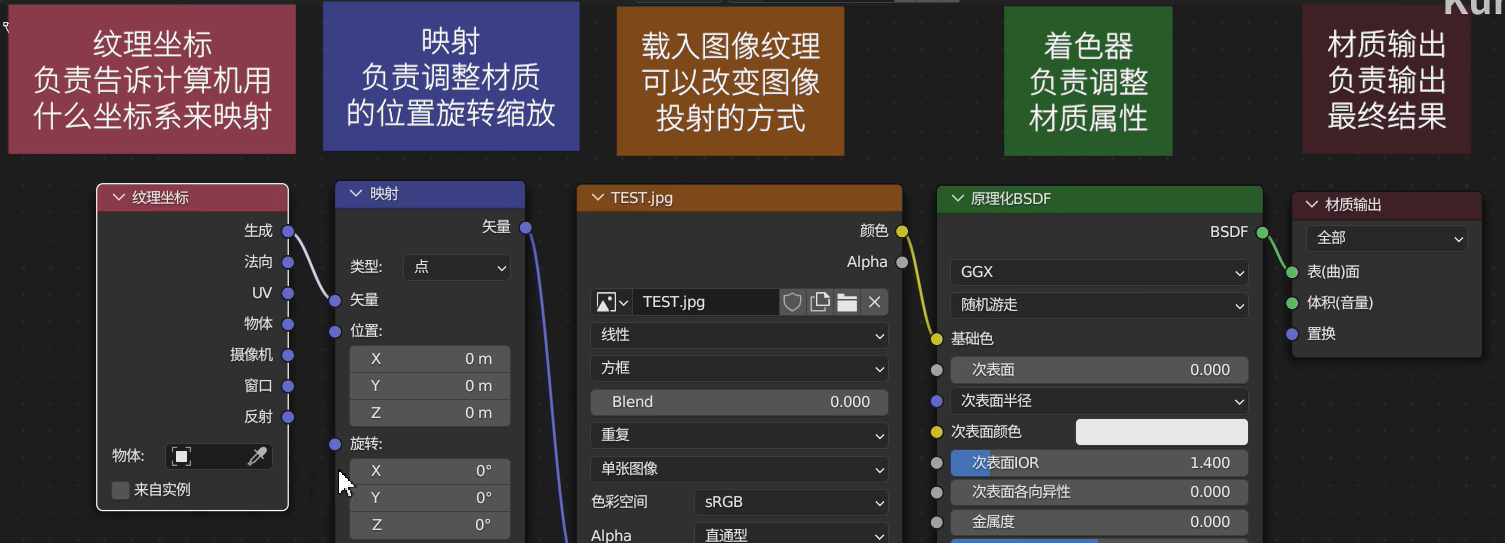 Kur
纹理坐标
负责告诉计算机用
什么坐标系来映射
映射
负责调整材质
的位置旋转缩放
载入图像纹理
可以改变图像
投射的方式
着色器
负责调整
材质属性
材质输出
负责输出
最终结果
纹理坐标
生成
法向
UV
物体
摄像机
窗口
反射
物体:
来自实例
映射
矢量
类型: 点
矢量
位置:
X 0 m
Y 0 m
Z 0 m
旋转:
X 0°
Y 0°
Z 0°
TEST.jpg
颜色
Alpha
TEST.jpg
线性
方框
Blend 0.000
重复
单张图像
色彩空间 sRGB
Alpha 直通型
原理化BSDF
BSDF
GGX
随机游走
基础色
次表面 0.000
次表面半径
次表面颜色
次表面IOR 1.400
次表面各向异性 0.000
金属度 0.000
材质输出
全部
表(曲)面
体积(音量)
置换